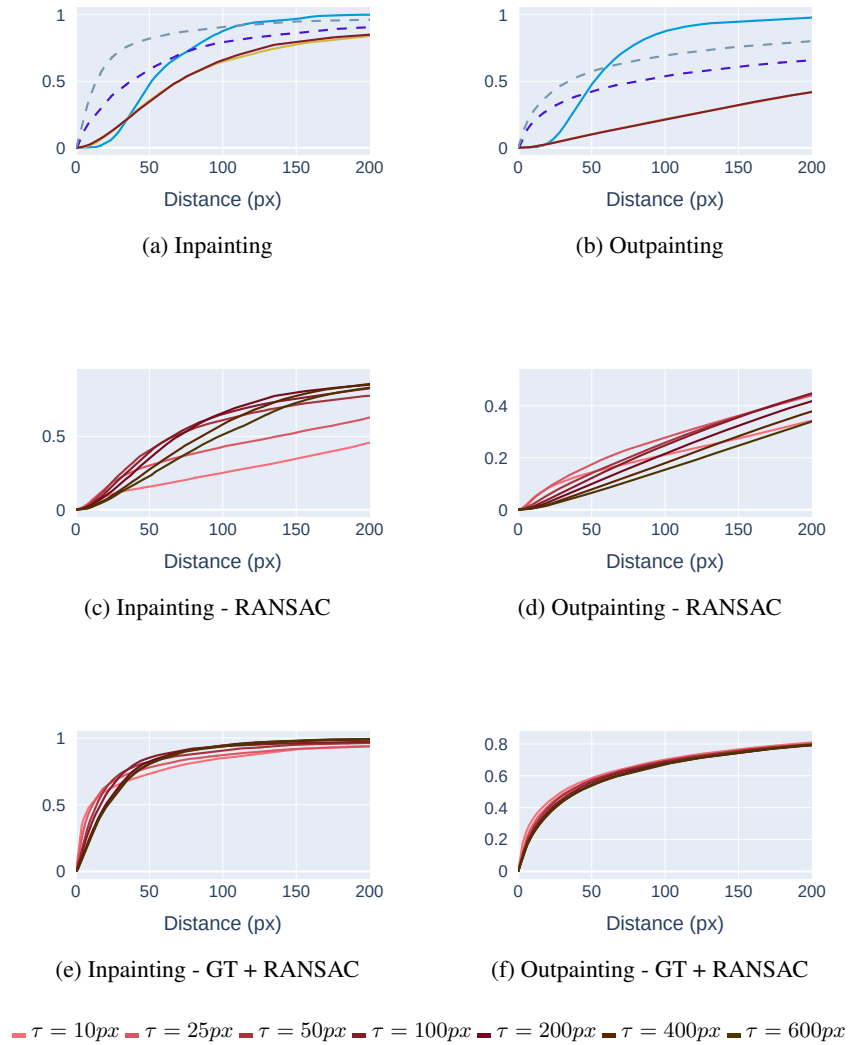 1
0.5
0
0 50 100 150 200
Distance (px)
(a) Inpainting
1
0.5
0
0 50 100 150 200
Distance (px)
(b) Outpainting
0.5
0
0 50 100 150 200
Distance (px)
(c) Inpainting - RANSAC
0.4
0.2
0
0 50 100 150 200
Distance (px)
(d) Outpainting - RANSAC
1
0.5
0
0 50 100 150 200
Distance (px)
(e) Inpainting - GT + RANSAC
0.8
0.6
0.4
0.2
0
0 50 100 150 200
Distance (px)
(f) Outpainting - GT + RANSAC
τ = 10px τ = 25px τ = 50px τ = 100px τ = 200px τ = 400px τ = 600px